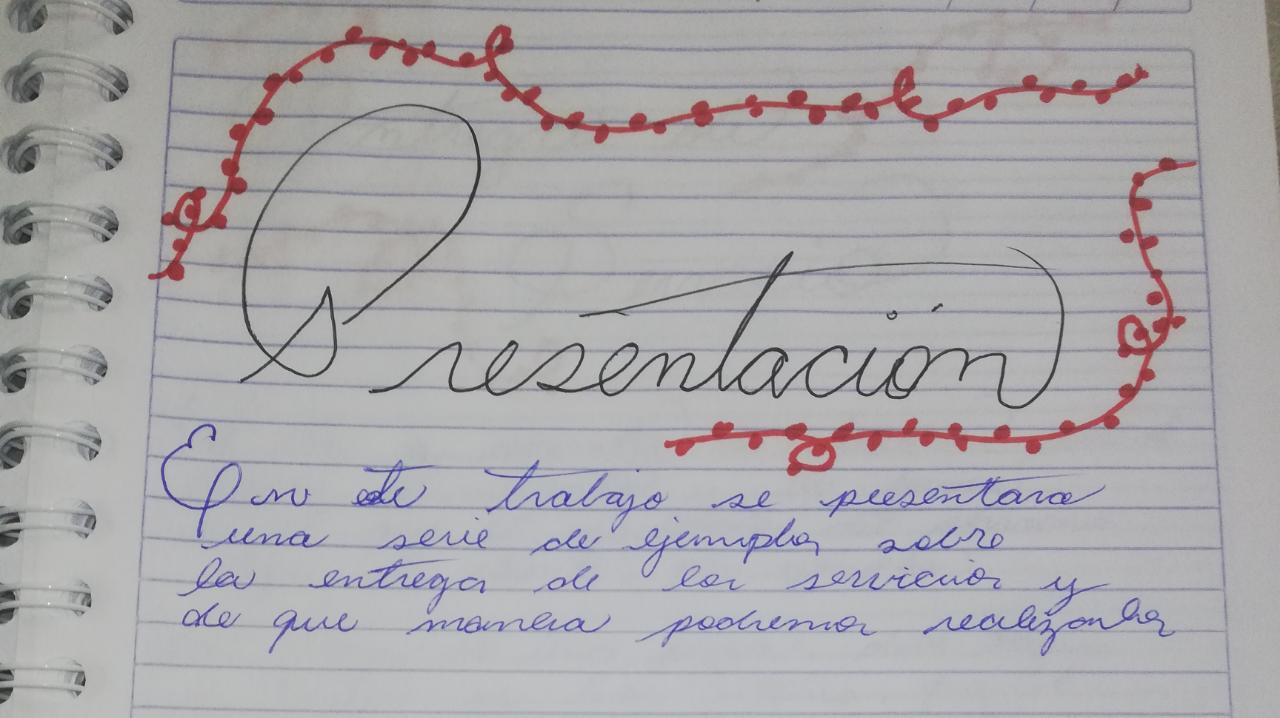 Presentación
En este trabajo se presentara
una serie de ejemplos sobre
la entrega de los servicios y
de que manera podremos realizarlos